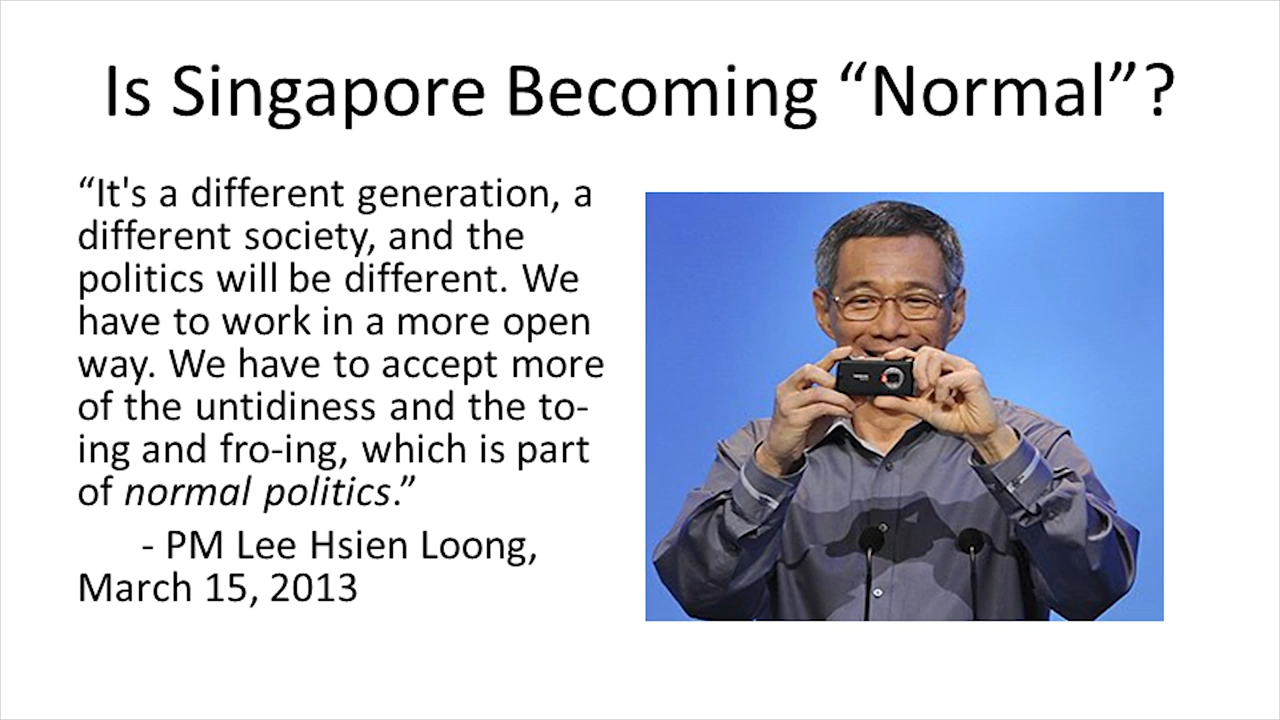 Is Singapore Becoming “Normal”?
“It's a different generation, a
different society, and the
politics will be different. We
have to work in a more open
way. We have to accept more
of the untidiness and the to-
ing and fro-ing, which is part
of normal politics.”
- PM Lee Hsien Loong,
March 15, 2013